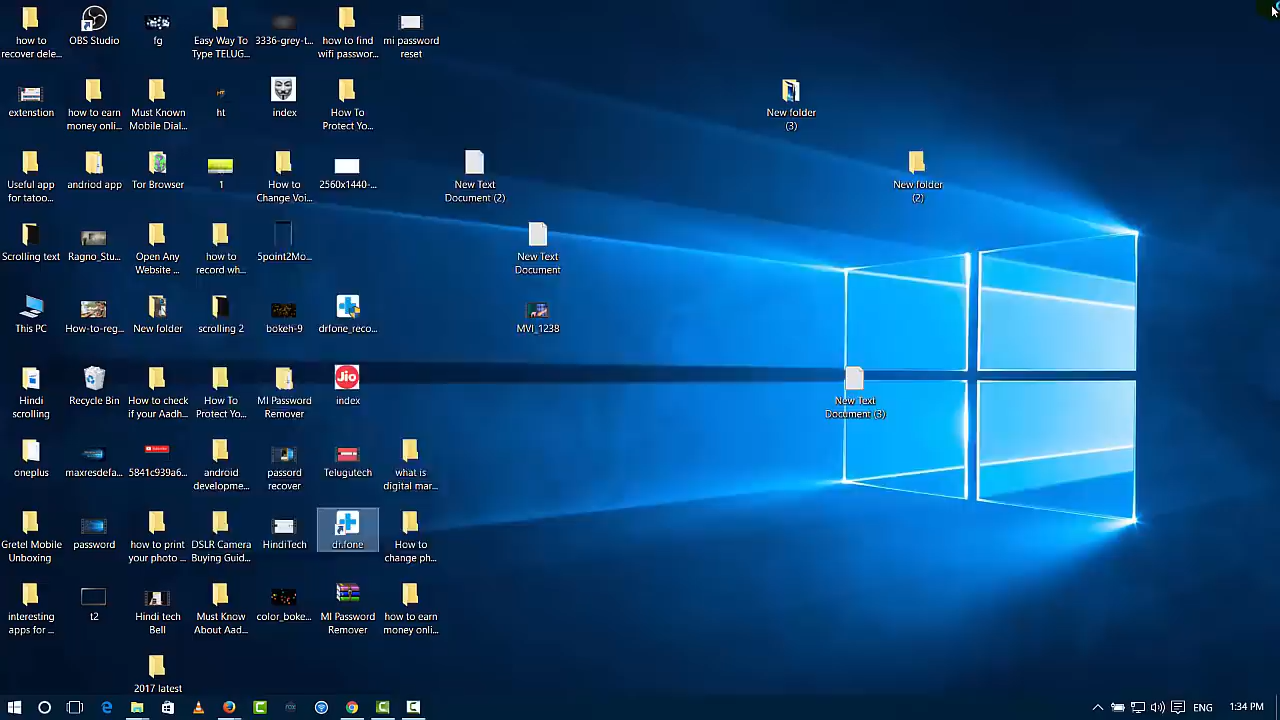 how to
recover dele...
OBS Studio
fg
Easy Way To
Type TELUG...
3336-grey-t...
how to find
wifi passwor...
mi password
reset
extenstion
how to earn
money onli...
Must Known
Mobile Dial...
ht
index
How To
Protect Yo...
New folder
(3)
Useful app
for tatoo...
andriod app
Tor Browser
1
How to
Change Voi...
2560x1440-...
New Text
Document (2)
New folder
(2)
Scrolling text
Ragno_Stu...
Open Any
Website ...
how to
record wh...
5point2Mo...
New Text
Document
This PC
How-to-reg...
New folder
scrolling 2
bokeh-9
drfone_reco...
MVI_1238
Hindi
scrolling
Recycle Bin
How to check
if your Aadh...
How To
Protect Yo...
MI Password
Remover
Jio
index
New Text
Document (3)
oneplus
maxresdefa...
5841c939a6...
android
developme...
passord
recover
Telugutech
what is
digital mar...
Gretel Mobile
Unboxing
password
how to print
your photo ...
DSLR Camera
Buying Guid...
HindiTech
dr.fone
How to
change ph...
interesting
apps for ...
t2
Hindi tech
Bell
Must Know
About Aad...
color_boke...
MI Password
Remover
how to earn
money onli...
2017 latest
ENG
1:34 PM